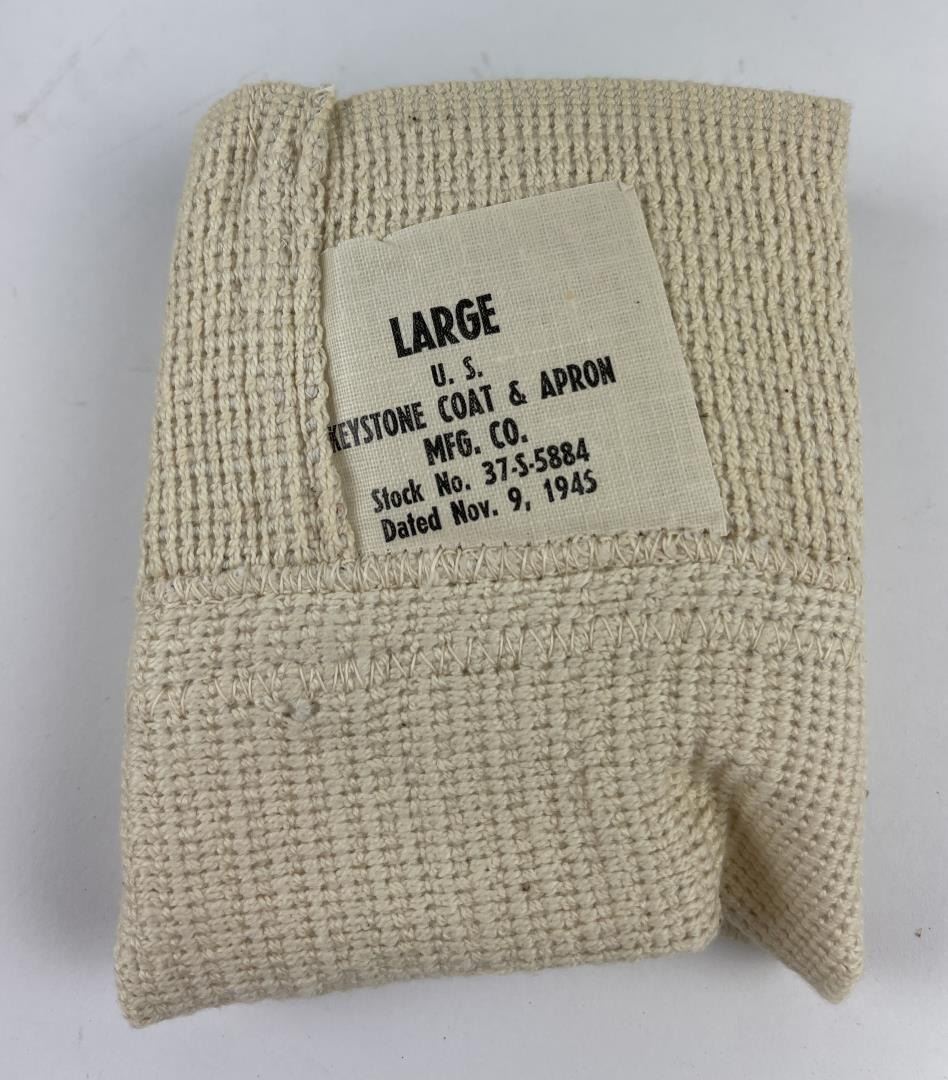 LARGE
U. S.
KEYSTONE COAT & APRON
MFG. CO.
Stock No. 37-S-5884
Dated Nov. 9, 1945